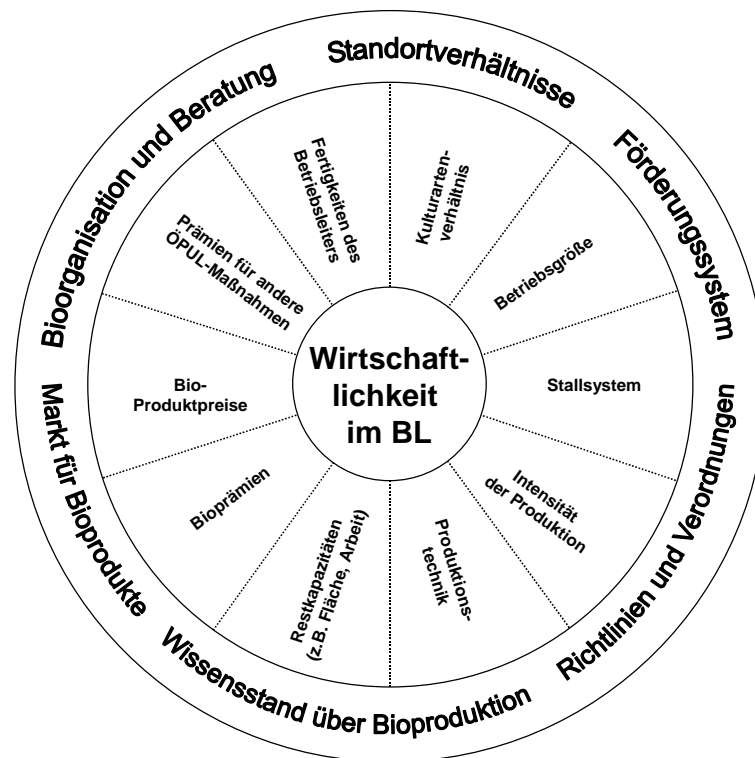 Standortverhältnisse
Förderungssystem
Richtlinien und Verordnungen
Wissensstand über Bioproduktion
Markt für Bioprodukte
Bioorganisation und Beratung
Kulturarten-
verhältnis
Betriebsgröße
Stallsystem
Intensität
der Produktion
Produktions-
technik
Restkapazitäten
(z.B. Fläche, Arbeit)
Bioprämien
Bio-
Produktpreise
Prämien für andere
ÖPUL-Maßnahmen
Fertigkeiten des
Betriebsleiters
Wirtschaft-
lichkeit
im BL